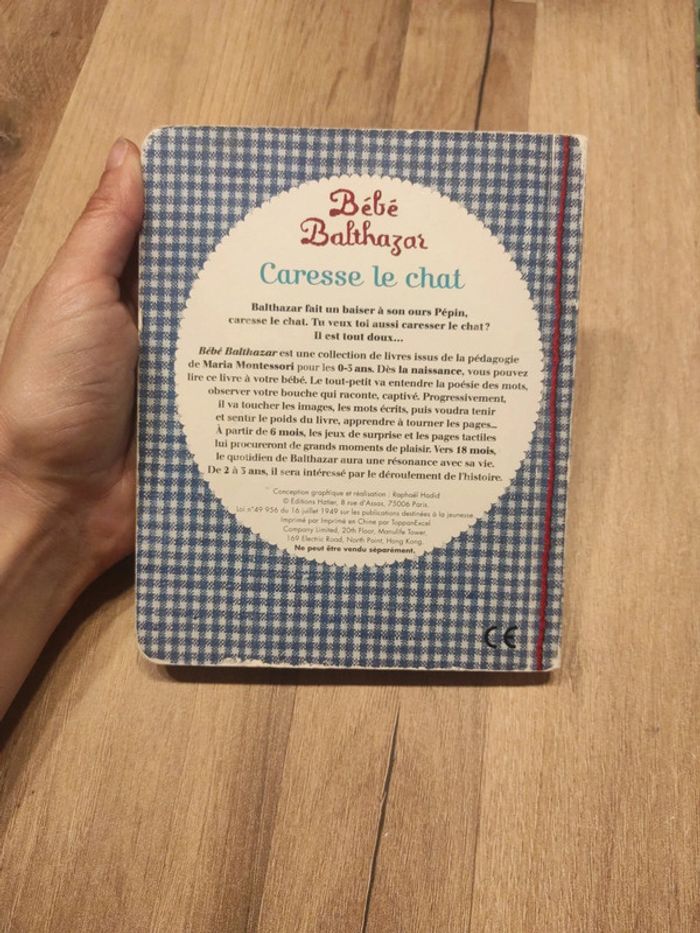 Bébé
Balthazar
Caresse le chat
Balthazar fait un baiser à son ours Pépin,
caresse le chat. Tu veux toi aussi caresser le chat ?
Il est tout doux...
Bébé Balthazar est une collection de livres issus de la pédagogie
de Maria Montessori pour les 0-3 ans. Dès la naissance, vous pouvez
lire ce livre à votre bébé. Le tout-petit va entendre la poésie des mots,
observer votre bouche qui raconte, captivé. Progressivement,
il va toucher les images, les mots écrits, puis voudra tenir
et sentir le poids du livre, apprendre à tourner les pages...
À partir de 6 mois, les jeux de surprise et les pages tactiles
lui procureront de grands moments de plaisir. Vers 18 mois,
le quotidien de Balthazar aura une résonance avec sa vie.
De 2 à 3 ans, il sera intéressé par le déroulement de l'histoire.
Conception graphique et réalisation : Raphaël Hadid
© Editions Hatier, 8 rue d'Assas, 75006 Paris.
Loi n°49 956 du 16 juillet 1949 sur les publications destinées à la jeunesse.
Imprimé par Imprimé en Chine par ToppanExcel
Company Limited, 20th Floor, Manulife Tower,
169 Electric Road, North Point, Hong Kong.
Ne peut être vendu séparément.
CE